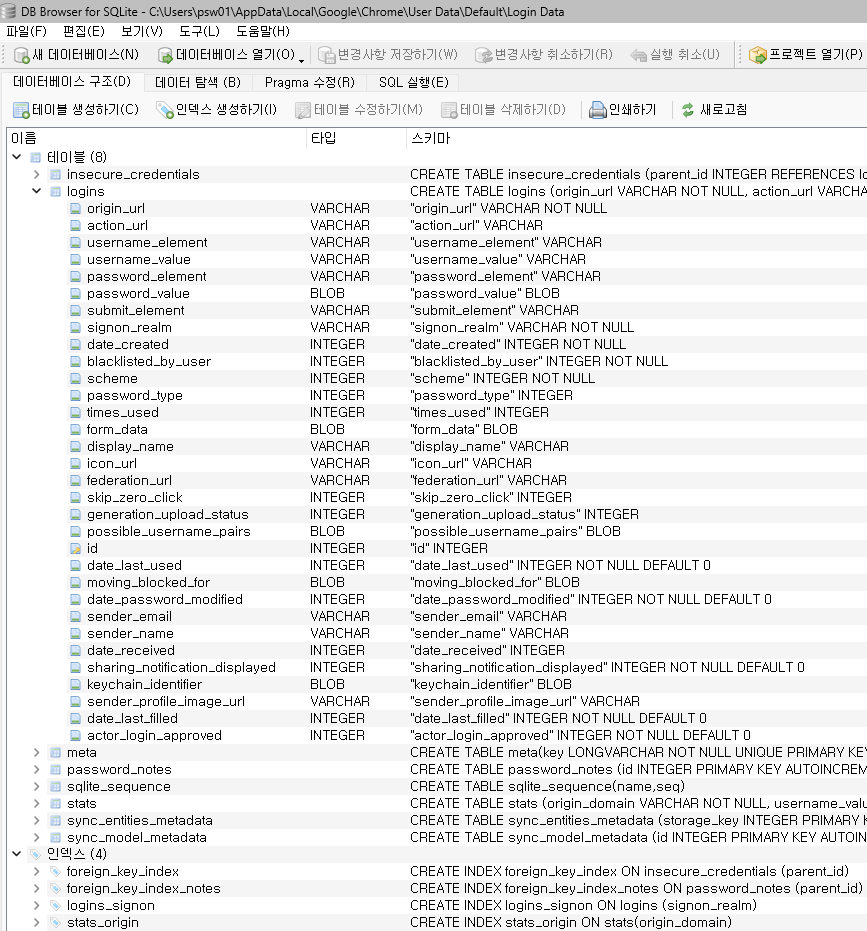 DB Browser for SQLite - C:\Users\psw01\AppData\Local\Google\Chrome\User Data\Default\Login Data
파일(F) 편집(E) 보기(V) 도구(L) 도움말(H)
새 데이터베이스(N) 데이터베이스 열기(O) 변경사항 저장하기(W) 변경사항 취소하기(R) 실행 취소(U) 프로젝트 열기(P)
데이터베이스 구조(D) 데이터 탐색 (B) Pragma 수정(R) SQL 실행(E)
테이블 생성하기(C) 인덱스 생성하기(I) 테이블 수정하기(M) 테이블 삭제하기(D) 인쇄하기 새로고침
이름 타입 스키마
테이블 (8)
insecure_credentials CREATE TABLE insecure_credentials (parent_id INTEGER REFERENCES lo
logins CREATE TABLE logins (origin_url VARCHAR NOT NULL, action_url VARCHA
origin_url VARCHAR "origin_url" VARCHAR NOT NULL
action_url VARCHAR "action_url" VARCHAR
username_element VARCHAR "username_element" VARCHAR
username_value VARCHAR "username_value" VARCHAR
password_element VARCHAR "password_element" VARCHAR
password_value BLOB "password_value" BLOB
submit_element VARCHAR "submit_element" VARCHAR
signon_realm VARCHAR "signon_realm" VARCHAR NOT NULL
date_created INTEGER "date_created" INTEGER NOT NULL
blacklisted_by_user INTEGER "blacklisted_by_user" INTEGER NOT NULL
scheme INTEGER "scheme" INTEGER NOT NULL
password_type INTEGER "password_type" INTEGER
times_used INTEGER "times_used" INTEGER
form_data BLOB "form_data" BLOB
display_name VARCHAR "display_name" VARCHAR
icon_url VARCHAR "icon_url" VARCHAR
federation_url VARCHAR "federation_url" VARCHAR
skip_zero_click INTEGER "skip_zero_click" INTEGER
generation_upload_status INTEGER "generation_upload_status" INTEGER
possible_username_pairs BLOB "possible_username_pairs" BLOB
id INTEGER "id" INTEGER
date_last_used INTEGER "date_last_used" INTEGER NOT NULL DEFAULT 0
moving_blocked_for BLOB "moving_blocked_for" BLOB
date_password_modified INTEGER "date_password_modified" INTEGER NOT NULL DEFAULT 0
sender_email VARCHAR "sender_email" VARCHAR
sender_name VARCHAR "sender_name" VARCHAR
date_received INTEGER "date_received" INTEGER
sharing_notification_displayed INTEGER "sharing_notification_displayed" INTEGER NOT NULL DEFAULT 0
keychain_identifier BLOB "keychain_identifier" BLOB
sender_profile_image_url VARCHAR "sender_profile_image_url" VARCHAR
date_last_filled INTEGER "date_last_filled" INTEGER NOT NULL DEFAULT 0
actor_login_approved INTEGER "actor_login_approved" INTEGER NOT NULL DEFAULT 0
meta CREATE TABLE meta(key LONGVARCHAR NOT NULL UNIQUE PRIMARY KEY
password_notes CREATE TABLE password_notes (id INTEGER PRIMARY KEY AUTOINCREM
sqlite_sequence CREATE TABLE sqlite_sequence(name,seq)
stats CREATE TABLE stats (origin_domain VARCHAR NOT NULL, username_valu
sync_entities_metadata CREATE TABLE sync_entities_metadata (storage_key INTEGER PRIMARY K
sync_model_metadata CREATE TABLE sync_model_metadata (id INTEGER PRIMARY KEY AUTOIN
인덱스 (4)
foreign_key_index CREATE INDEX foreign_key_index ON insecure_credentials (parent_id)
foreign_key_index_notes CREATE INDEX foreign_key_index_notes ON password_notes (parent_id)
logins_signon CREATE INDEX logins_signon ON logins (signon_realm)
stats_origin CREATE INDEX stats_origin ON stats(origin_domain)